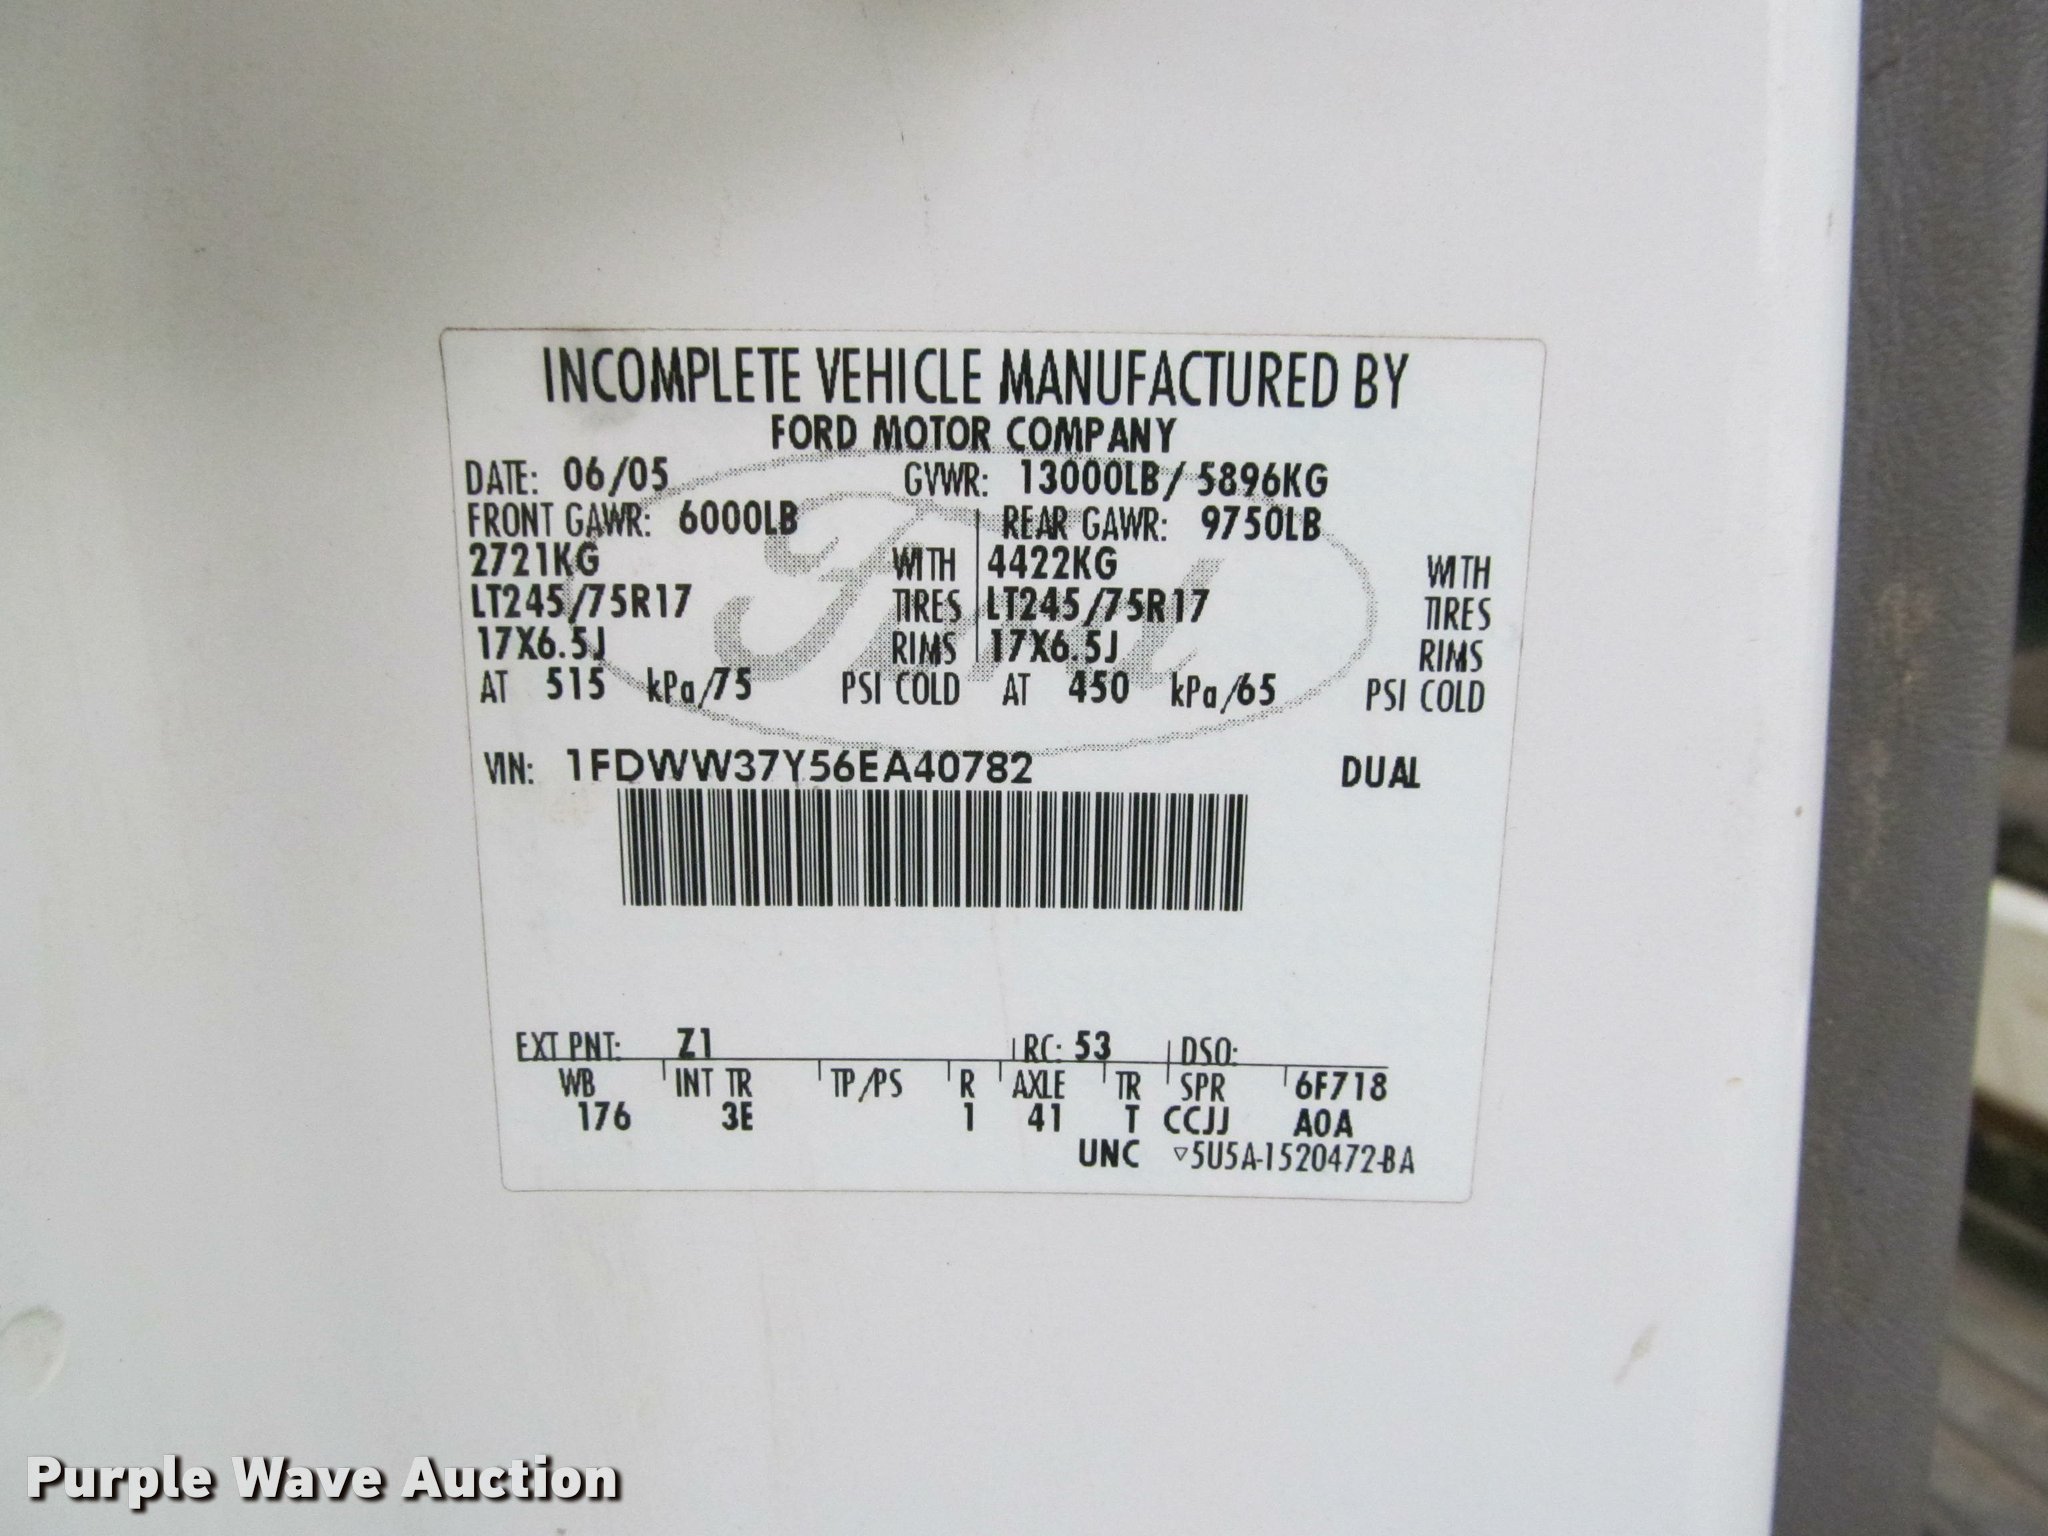 INCOMPLETE VEHICLE MANUFACTURED BY
FORD MOTOR COMPANY
DATE: 06/05 GVWR: 13000LB/ 5896KG
FRONT GAWR: 6000LB REAR GAWR: 9750LB
2721KG WITH 4422KG WITH
LT245/75R17 TIRES LT245/75R17 TIRES
17X6.5J RIMS 17X6.5J RIMS
AT 515 kPa/75 PSI COLD AT 450 kPa/65 PSI COLD
VIN: 1FDWW37Y56EA40782 DUAL
EXT PNT: Z1 RC: 53 DSO:
WB INT TR TP/PS R AXLE TR SPR 6F718
176 3E 1 41 T CCJJ A0A
UNC ▽5U5A-1520472-BA
Ford
Purple Wave Auction